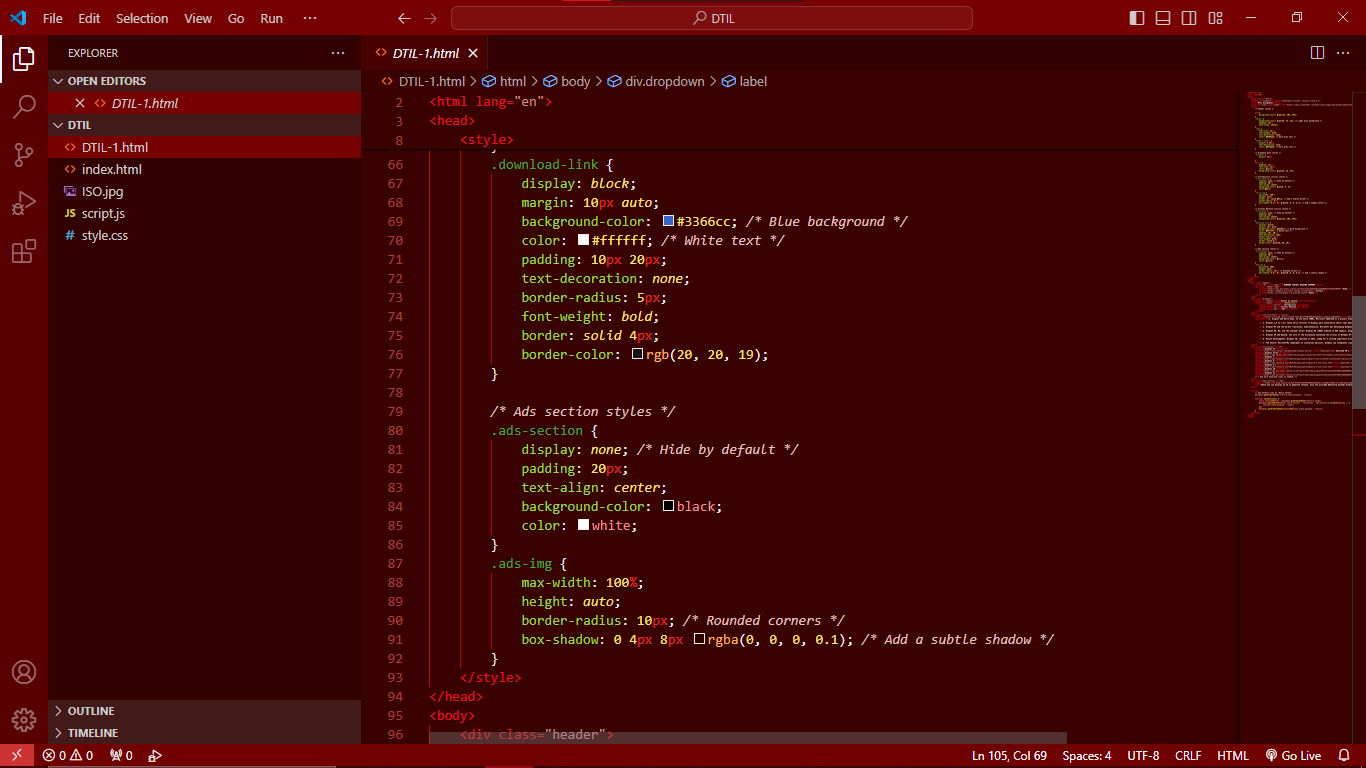 File Edit Selection View Go Run ··· DTIL
EXPLORER ···
OPEN EDITORS
DTIL-1.html
DTIL
DTIL-1.html
index.html
ISO.jpg
JS script.js
# style.css
OUTLINE
TIMELINE
DTIL-1.html
DTIL-1.html > html > body > div.dropdown > label
2 <html lang="en">
3 <head>
8 <style>
66 .download-link {
67 display: block;
68 margin: 10px auto;
69 background-color: #3366cc; /* Blue background */
70 color: #ffffff; /* White text */
71 padding: 10px 20px;
72 text-decoration: none;
73 border-radius: 5px;
74 font-weight: bold;
75 border: solid 4px;
76 border-color: rgb(20, 20, 19);
77 }
78
79 /* Ads section styles */
80 .ads-section {
81 display: none; /* Hide by default */
82 padding: 20px;
83 text-align: center;
84 background-color: black;
85 color: white;
86 }
87 .ads-img {
88 max-width: 100%;
89 height: auto;
90 border-radius: 10px; /* Rounded corners */
91 box-shadow: 0 4px 8px rgba(0, 0, 0, 0.1); /* Add a subtle shadow */
92 }
93 </style>
94 </head>
95 <body>
96 <div class="header">
0 0 0 Ln 105, Col 69 Spaces: 4 UTF-8 CRLF HTML Go Live